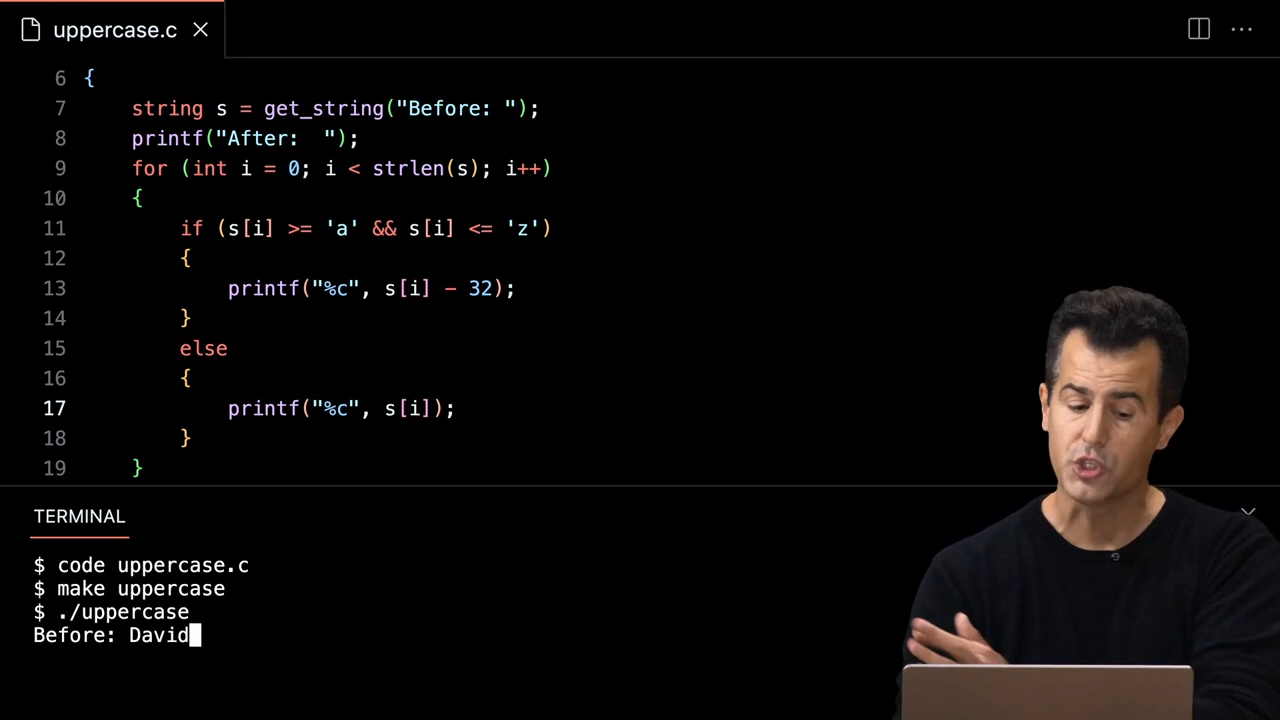 uppercase.c
6 {
7 string s = get_string("Before: ");
8 printf("After:  ");
9 for (int i = 0; i < strlen(s); i++)
10 {
11 if (s[i] >= 'a' && s[i] <= 'z')
12 {
13 printf("%c", s[i] - 32);
14 }
15 else
16 {
17 printf("%c", s[i]);
18 }
19 }
TERMINAL
$ code uppercase.c
$ make uppercase
$ ./uppercase
Before: David